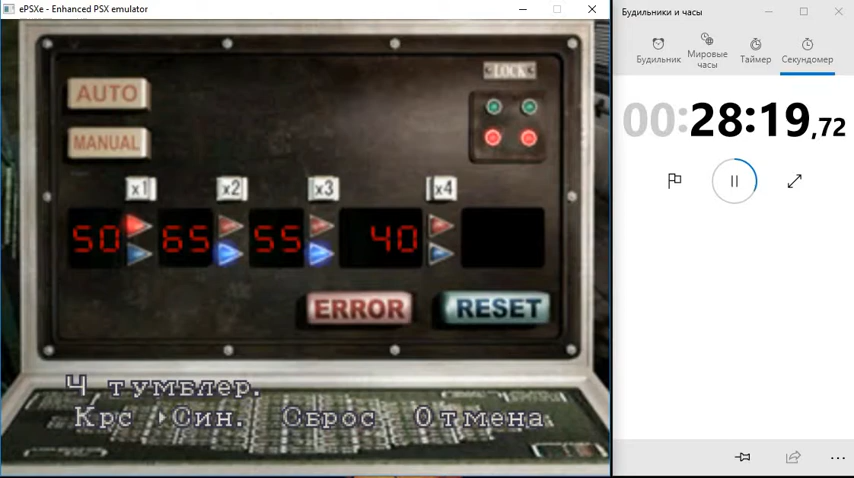 ePSXe - Enhanced PSX emulator
AUTO
LOCK
MANUAL
x1 x2 x3 x4
50 65 55 40
ERROR RESET
Ч тумблер.
Крс Син. Сброс Отмена
Будильники и часы
Будильник
Мировые часы
Таймер
Секундомер
00:28:19,72